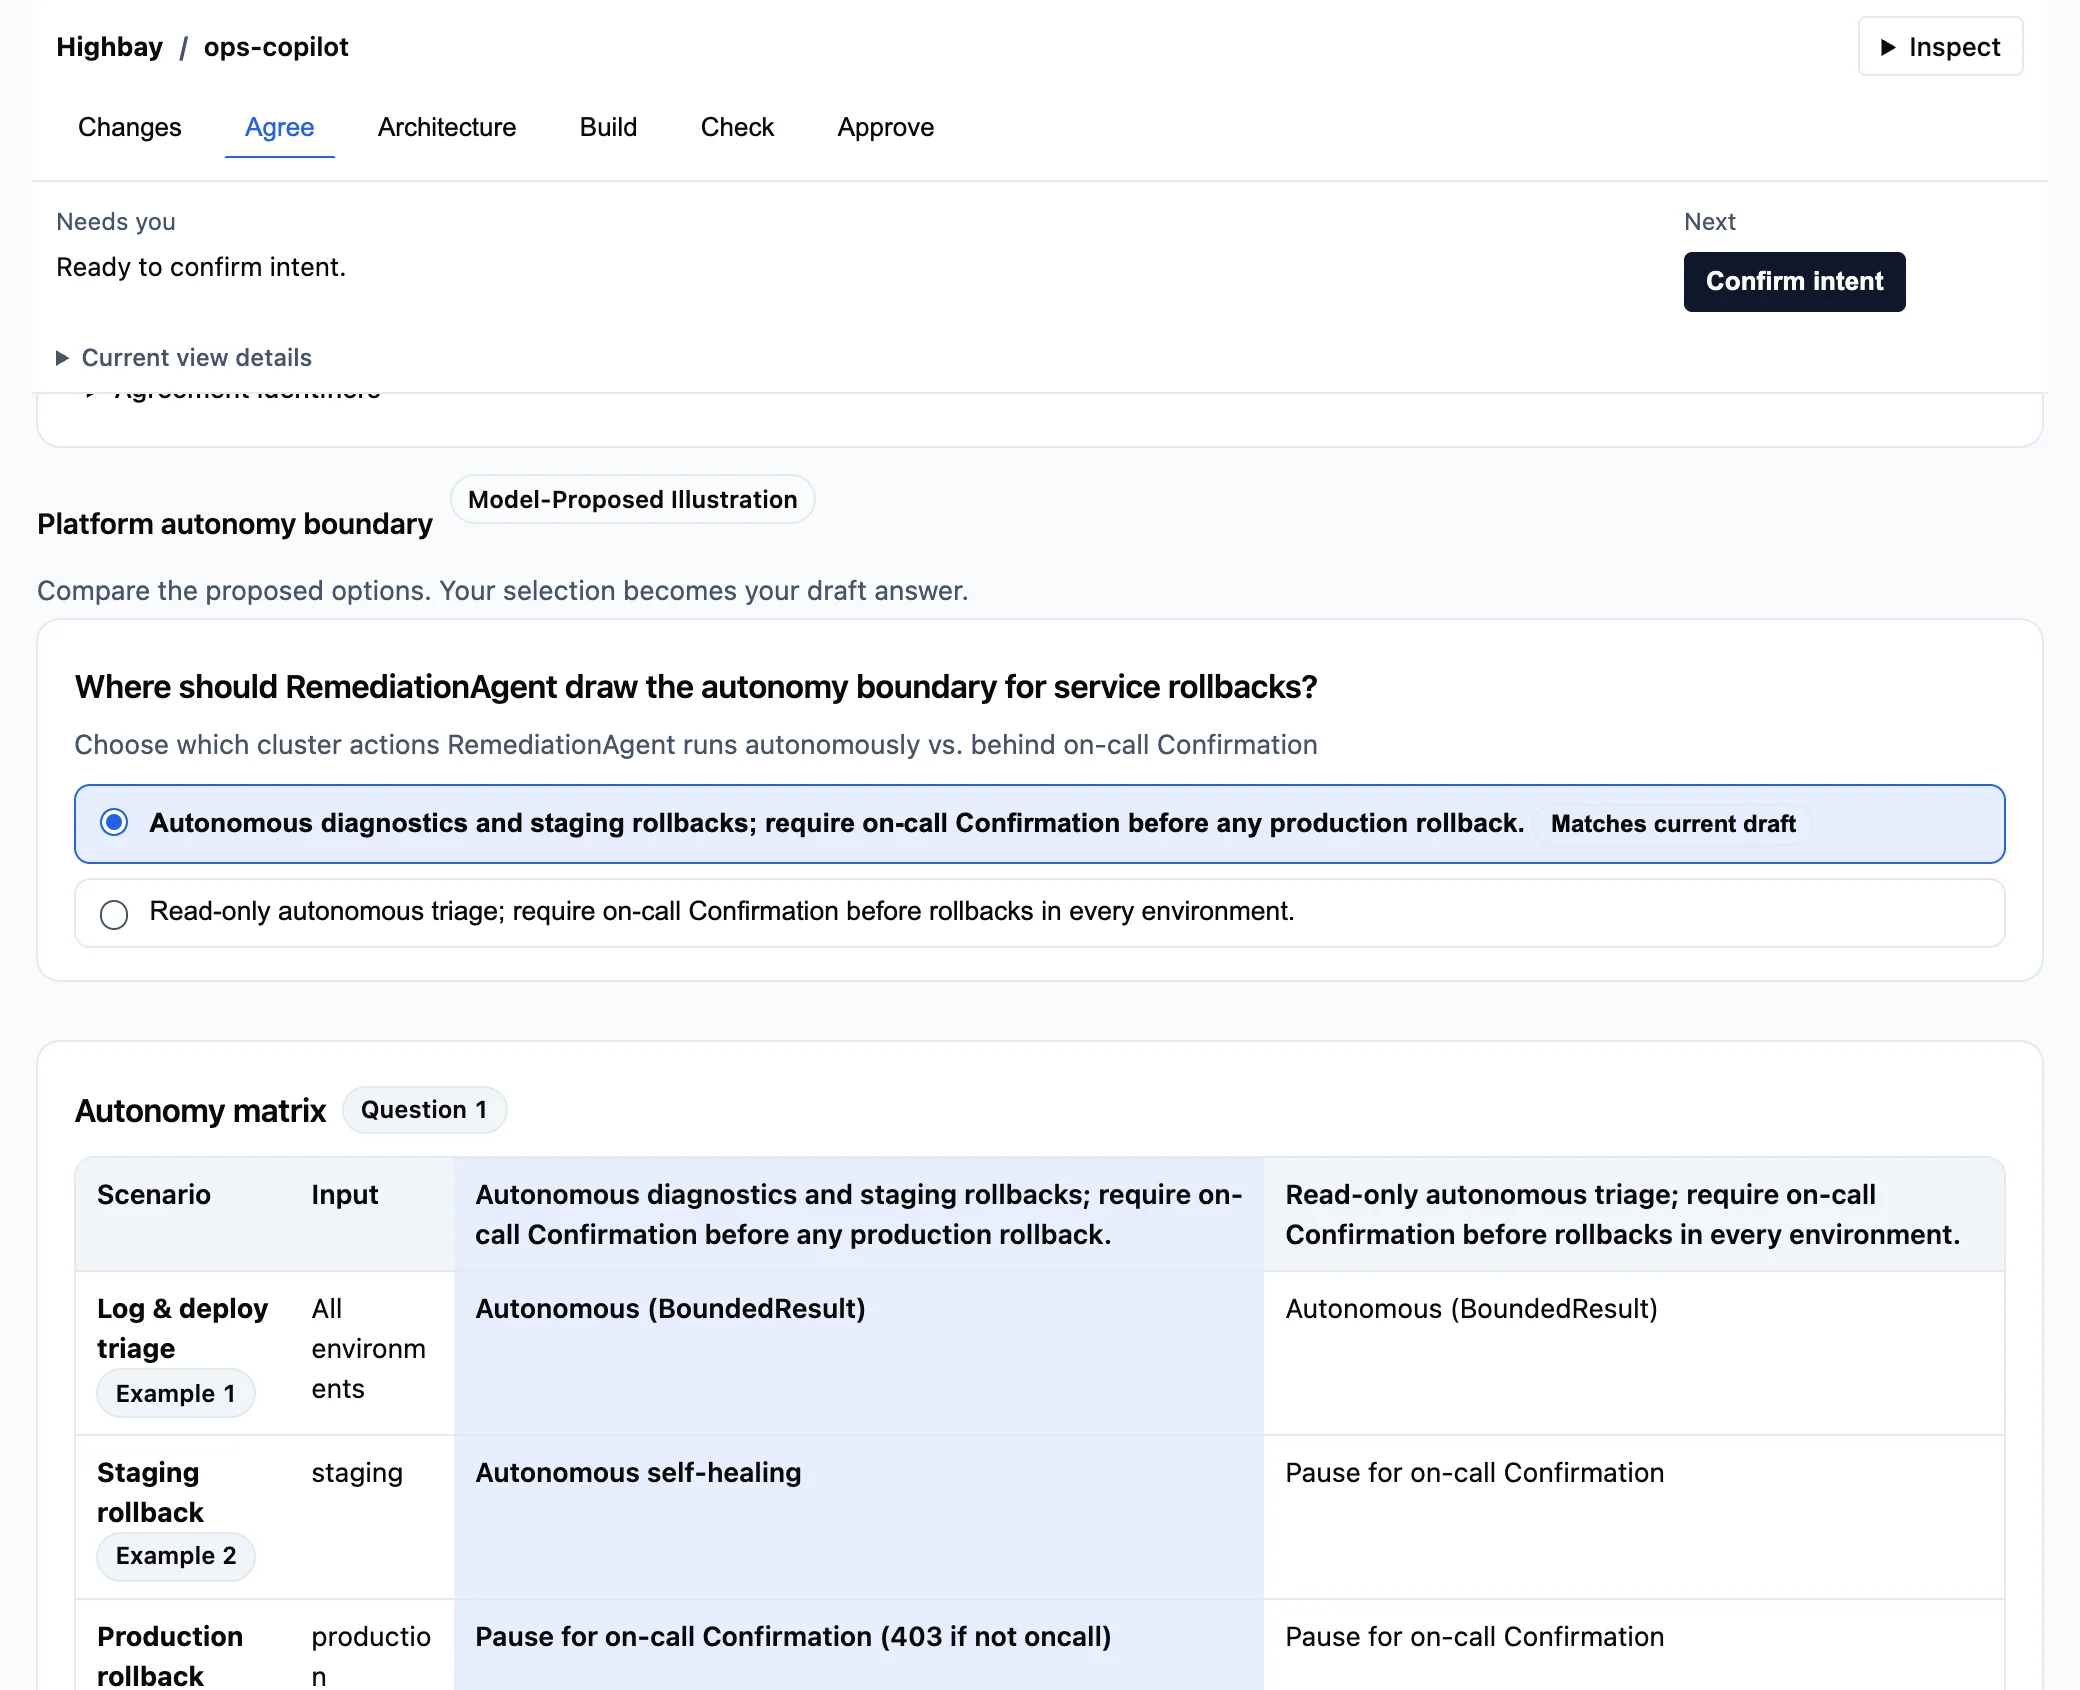 Highbay / ops-copilot
Inspect
Changes
Agree
Architecture
Build
Check
Approve
Needs you
Next
Ready to confirm intent.
Confirm intent
Current view details
Agreement identifiers
Platform autonomy boundary
Model-Proposed Illustration
Compare the proposed options. Your selection becomes your draft answer.
Where should RemediationAgent draw the autonomy boundary for service rollbacks?
Choose which cluster actions RemediationAgent runs autonomously vs. behind on-call Confirmation
Autonomous diagnostics and staging rollbacks; require on-call Confirmation before any production rollback. Matches current draft
Read-only autonomous triage; require on-call Confirmation before rollbacks in every environment.
Autonomy matrix
Question 1
Scenario
Input
Autonomous diagnostics and staging rollbacks; require on-
call Confirmation before any production rollback.
Read-only autonomous triage; require on-call
Confirmation before rollbacks in every environment.
Log & deploy
triage
Example 1
All
environm
ents
Autonomous (BoundedResult)
Autonomous (BoundedResult)
Staging
rollback
Example 2
staging
Autonomous self-healing
Pause for on-call Confirmation
Production
rollback
productio
n
Pause for on-call Confirmation (403 if not oncall)
Pause for on-call Confirmation